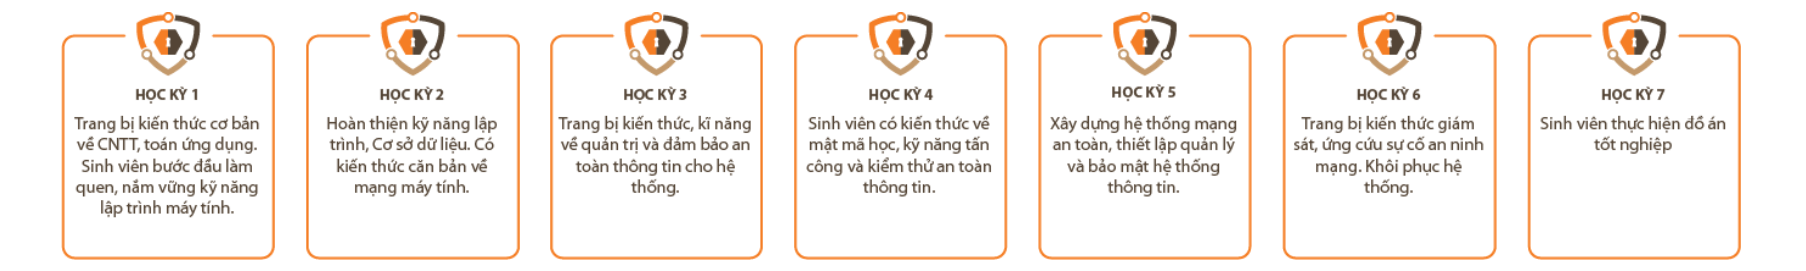 HỌC KỲ 1
Trang bị kiến thức cơ bản
về CNTT, toán ứng dụng.
Sinh viên bước đầu làm
quen, nắm vững kỹ năng
lập trình máy tính.
HỌC KỲ 2
Hoàn thiện kỹ năng lập
trình, Cơ sở dữ liệu. Có
kiến thức căn bản về
mạng máy tính.
HỌC KỲ 3
Trang bị kiến thức, kĩ năng
về quản trị và đảm bảo an
toàn thông tin cho hệ
thống.
HỌC KỲ 4
Sinh viên có kiến thức về
mật mã học, kỹ năng tấn
công và kiểm thử an toàn
thông tin.
HỌC KỲ 5
Xây dựng hệ thống mạng
an toàn, thiết lập quản lý
và bảo mật hệ thống
thông tin.
HỌC KỲ 6
Trang bị kiến thức giám
sát, ứng cứu sự cố an ninh
mạng. Khôi phục hệ
thống.
HỌC KỲ 7
Sinh viên thực hiện đồ án
tốt nghiệp